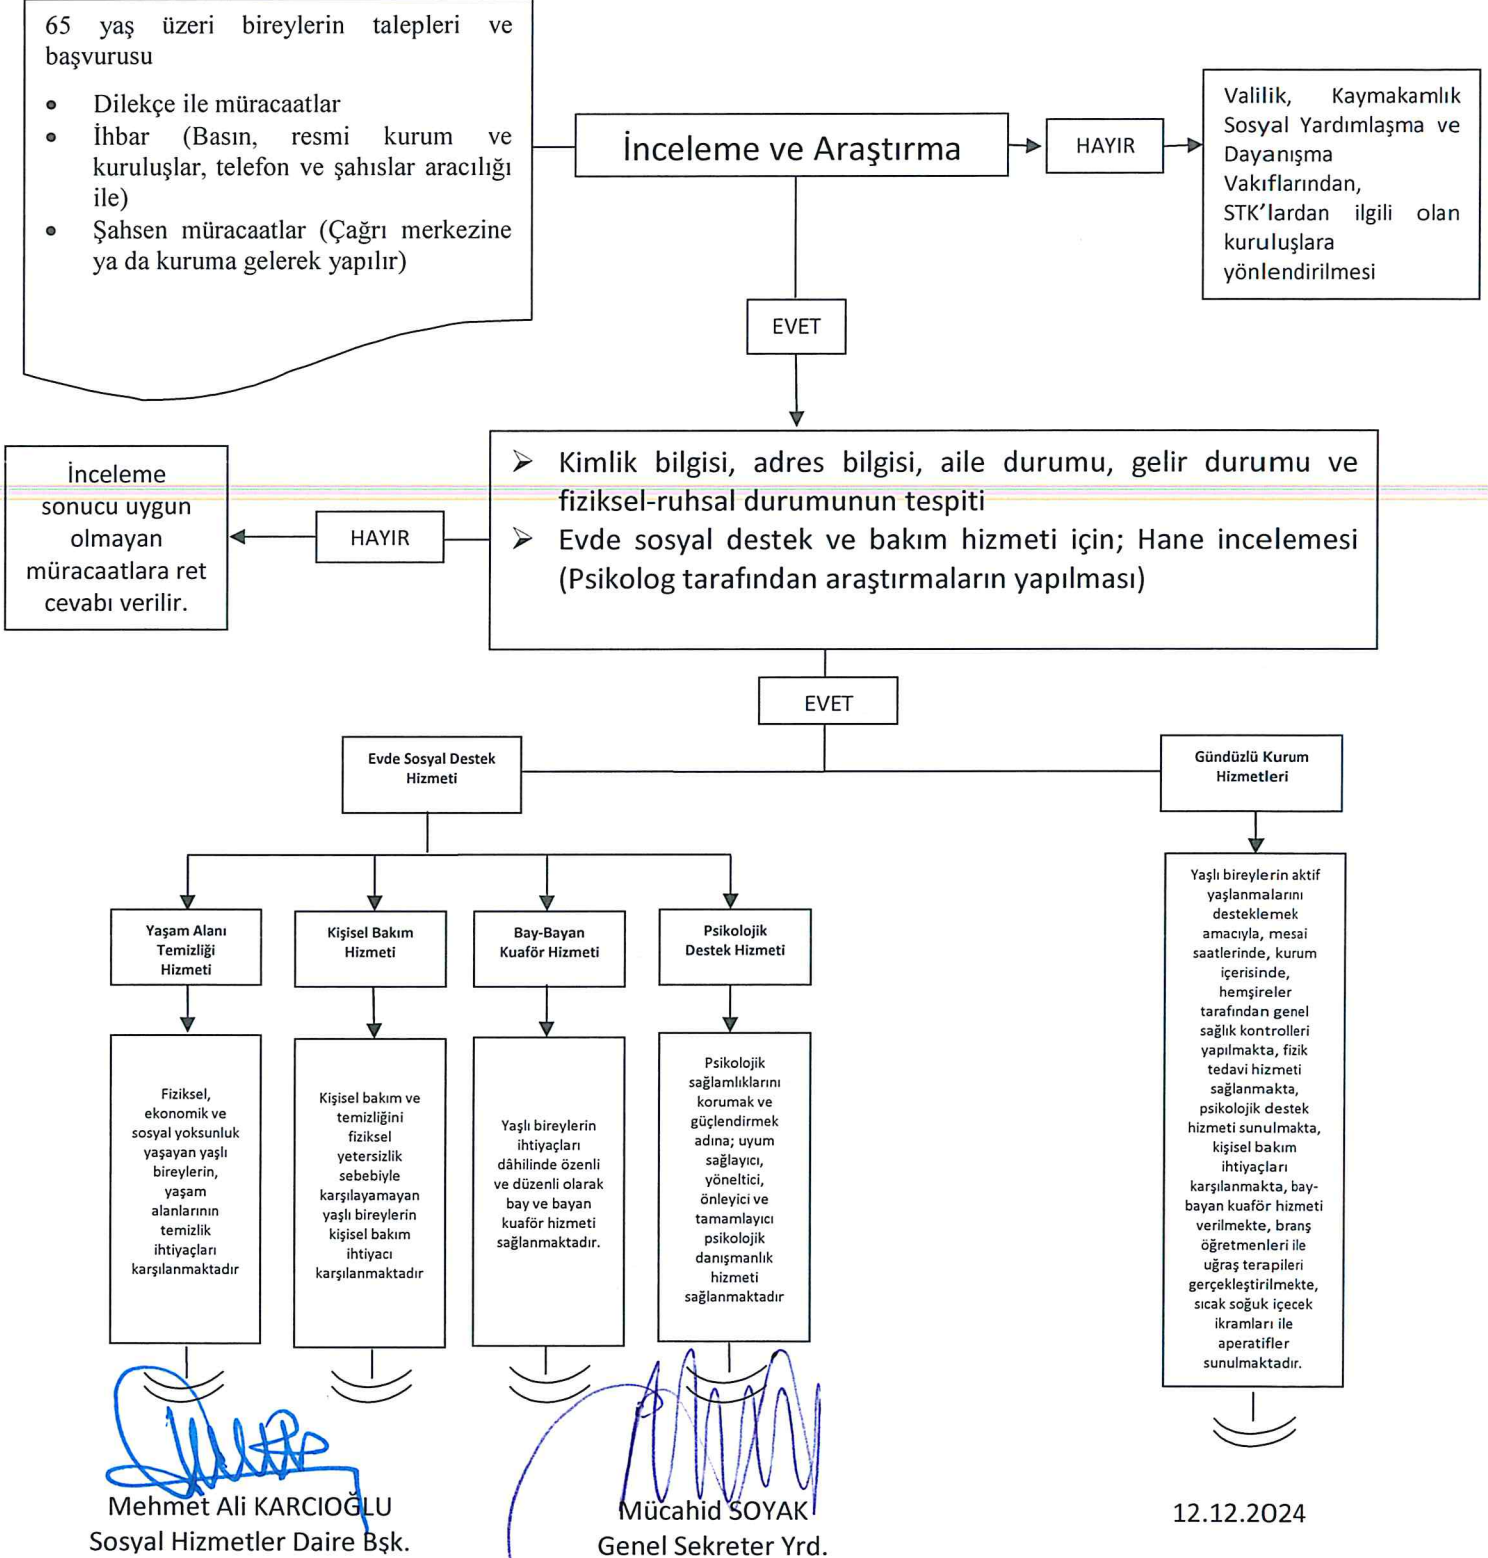 65 yaş üzeri bireylerin talepleri ve
başvurusu
• Dilekçe ile müracaatlar
• İhbar (Basın, resmi kurum ve
kuruluşlar, telefon ve şahıslar aracılığı
ile)
• Şahsen müracaatlar (Çağrı merkezine
ya da kuruma gelerek yapılır)
İnceleme ve Araştırma
HAYIR
Valilik, Kaymakamlık
Sosyal Yardımlaşma ve
Dayanışma
Vakıflarından,
STK'lardan ilgili olan
kuruluşlara
yönlendirilmesi
EVET
➢ Kimlik bilgisi, adres bilgisi, aile durumu, gelir durumu ve
fiziksel-ruhsal durumunun tespiti
➢ Evde sosyal destek ve bakım hizmeti için; Hane incelemesi
(Psikolog tarafından araştırmaların yapılması)
HAYIR
İnceleme
sonucu uygun
olmayan
müracaatlara ret
cevabı verilir.
EVET
Evde Sosyal Destek
Hizmeti
Gündüzlü Kurum
Hizmetleri
Yaşam Alanı
Temizliği
Hizmeti
Kişisel Bakım
Hizmeti
Bay-Bayan
Kuaför Hizmeti
Psikolojik
Destek Hizmeti
Fiziksel,
ekonomik ve
sosyal yoksunluk
yaşayan yaşlı
bireylerin,
yaşam
alanlarının
temizlik
ihtiyaçları
karşılanmaktadır
Kişisel bakım ve
temizliğini
fiziksel
yetersizlik
sebebiyle
karşılayamayan
yaşlı bireylerin
kişisel bakım
ihtiyacı
karşılanmaktadır
Yaşlı bireylerin
ihtiyaçları
dâhilinde özenli
ve düzenli olarak
bay ve bayan
kuaför hizmeti
sağlanmaktadır.
Psikolojik
sağlamlıklarını
korumak ve
güçlendirmek
adına; uyum
sağlayıcı,
yöneltici,
önleyici ve
tamamlayıcı
psikolojik
danışmanlık
hizmeti
sağlanmaktadır
Yaşlı bireylerin aktif
yaşlanmalarını
desteklemek
amacıyla, mesai
saatlerinde, kurum
içerisinde,
hemşireler
tarafından genel
sağlık kontrolleri
yapılmakta, fizik
tedavi hizmeti
sağlanmakta,
psikolojik destek
hizmeti sunulmakta,
kişisel bakım
ihtiyaçları
karşılanmakta, bay-
bayan kuaför hizmeti
verilmekte, branş
öğretmenleri ile
uğraş terapileri
gerçekleştirilmekte,
sıcak soğuk içecek
ikramları ile
aperatifler
sunulmaktadır.
Mehmet Ali KARCIOĞLU
Sosyal Hizmetler Daire Bşk.
Mücahid SOYAK
Genel Sekreter Yrd.
12.12.2024